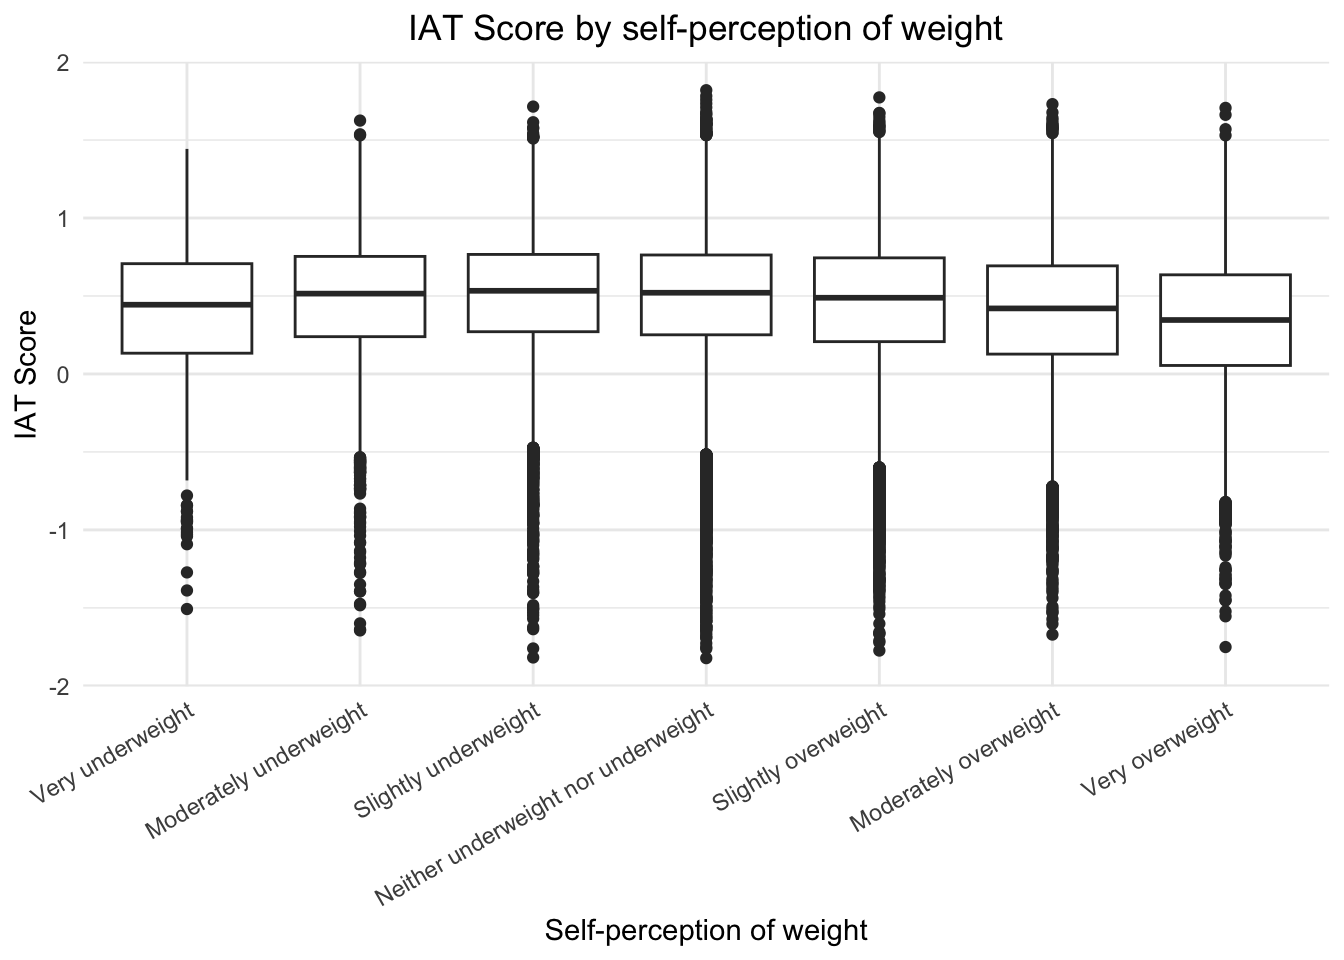 IAT Score by self-perception of weight
IAT Score
2
1
0
-1
-2
Very underweight
Moderately underweight
Slightly underweight
Neither underweight nor underweight
Slightly overweight
Moderately overweight
Very overweight
Self-perception of weight